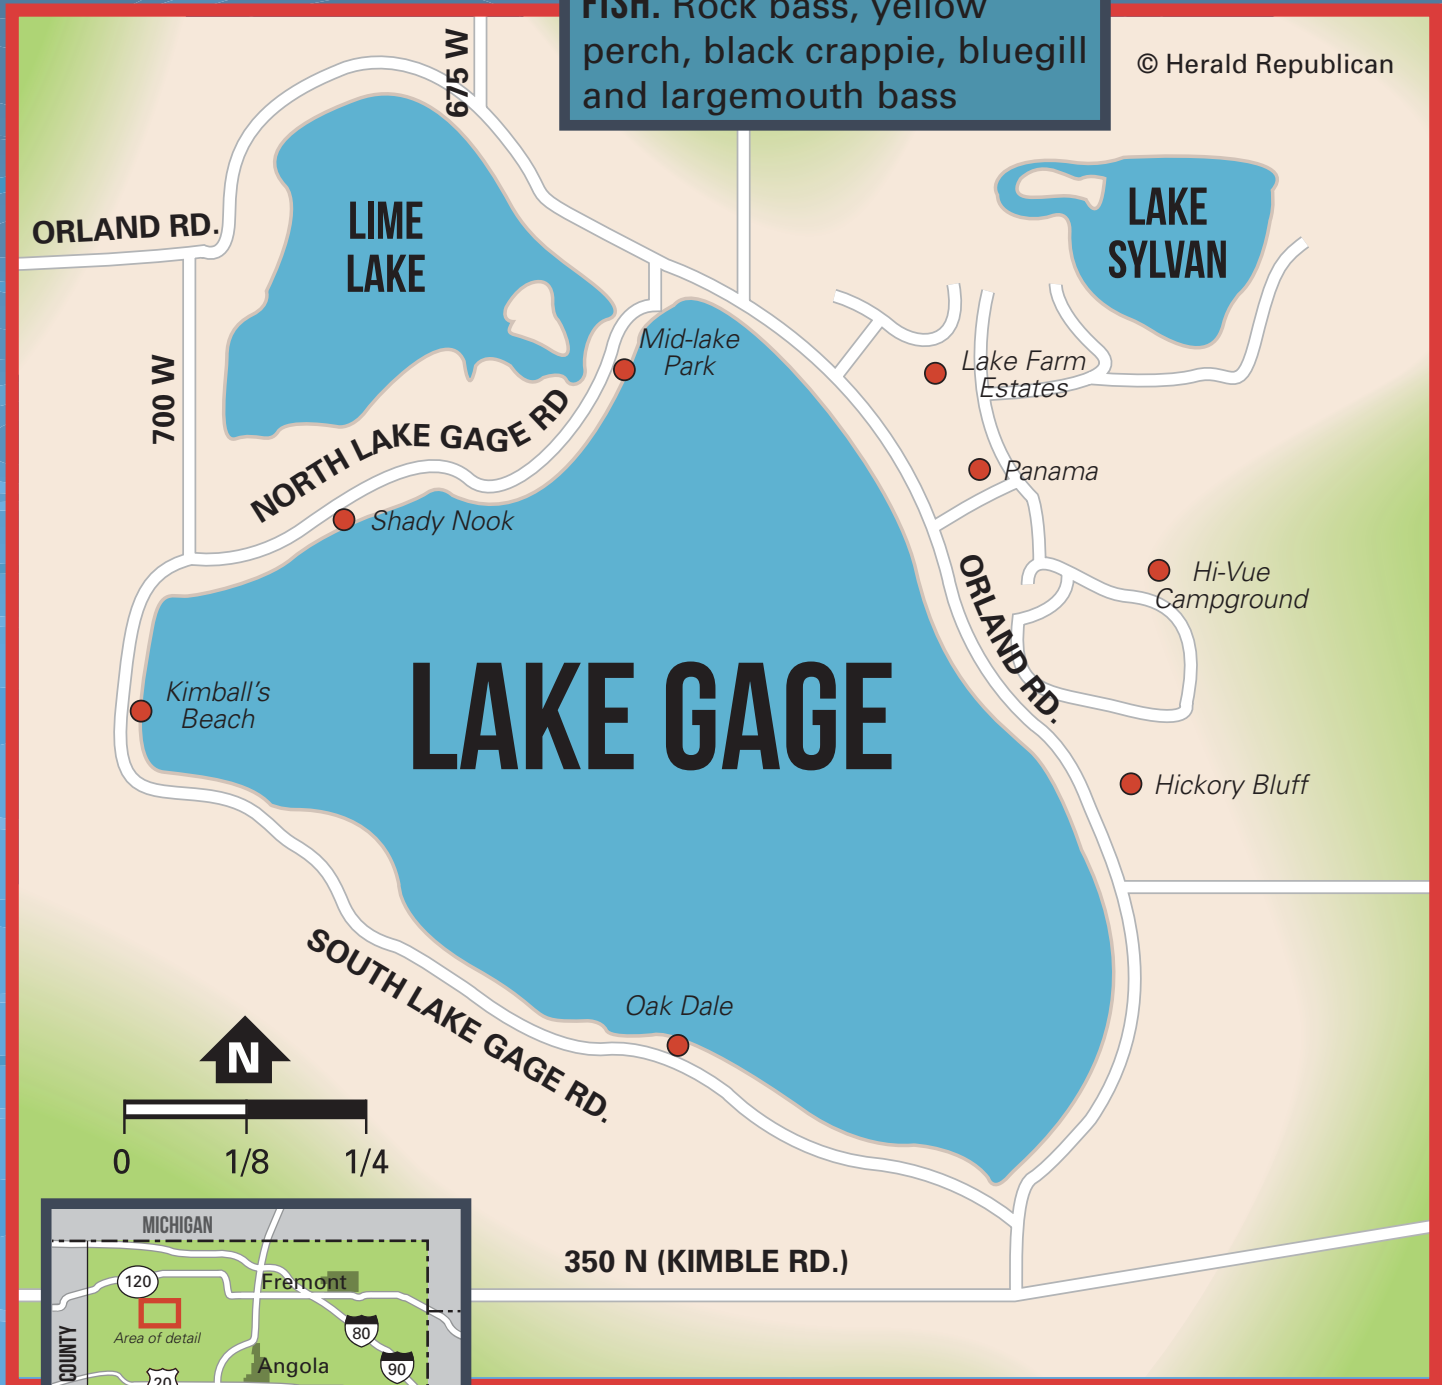 FISH. Rock bass, yellow
perch, black crappie, bluegill
and largemouth bass
© Herald Republican
675 W
ORLAND RD.
LIME
LAKE
LAKE
SYLVAN
Mid-lake
Park
Lake Farm
Estates
700 W
NORTH LAKE GAGE RD
Panama
Shady Nook
ORLAND RD.
Hi-Vue
Campground
Kimball's
Beach
LAKE GAGE
Hickory Bluff
SOUTH LAKE GAGE RD.
Oak Dale
N
0 1/8 1/4
350 N (KIMBLE RD.)
MICHIGAN
120
Fremont
Area of detail
80
COUNTY
Angola
90
20